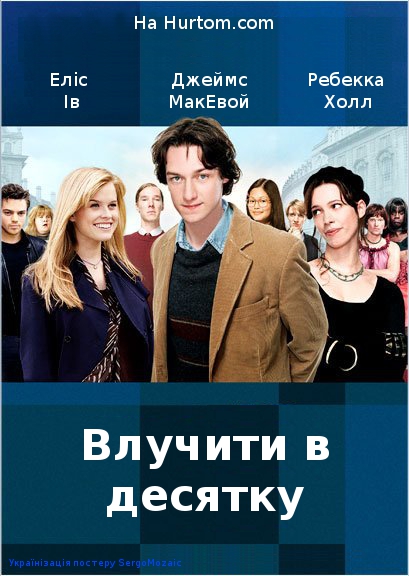 На Hurtom.com
Еліс Ів
Джеймс МакЕвой
Ребекка Холл
Влучити в
десятку
Українізація постеру SergoMozaic